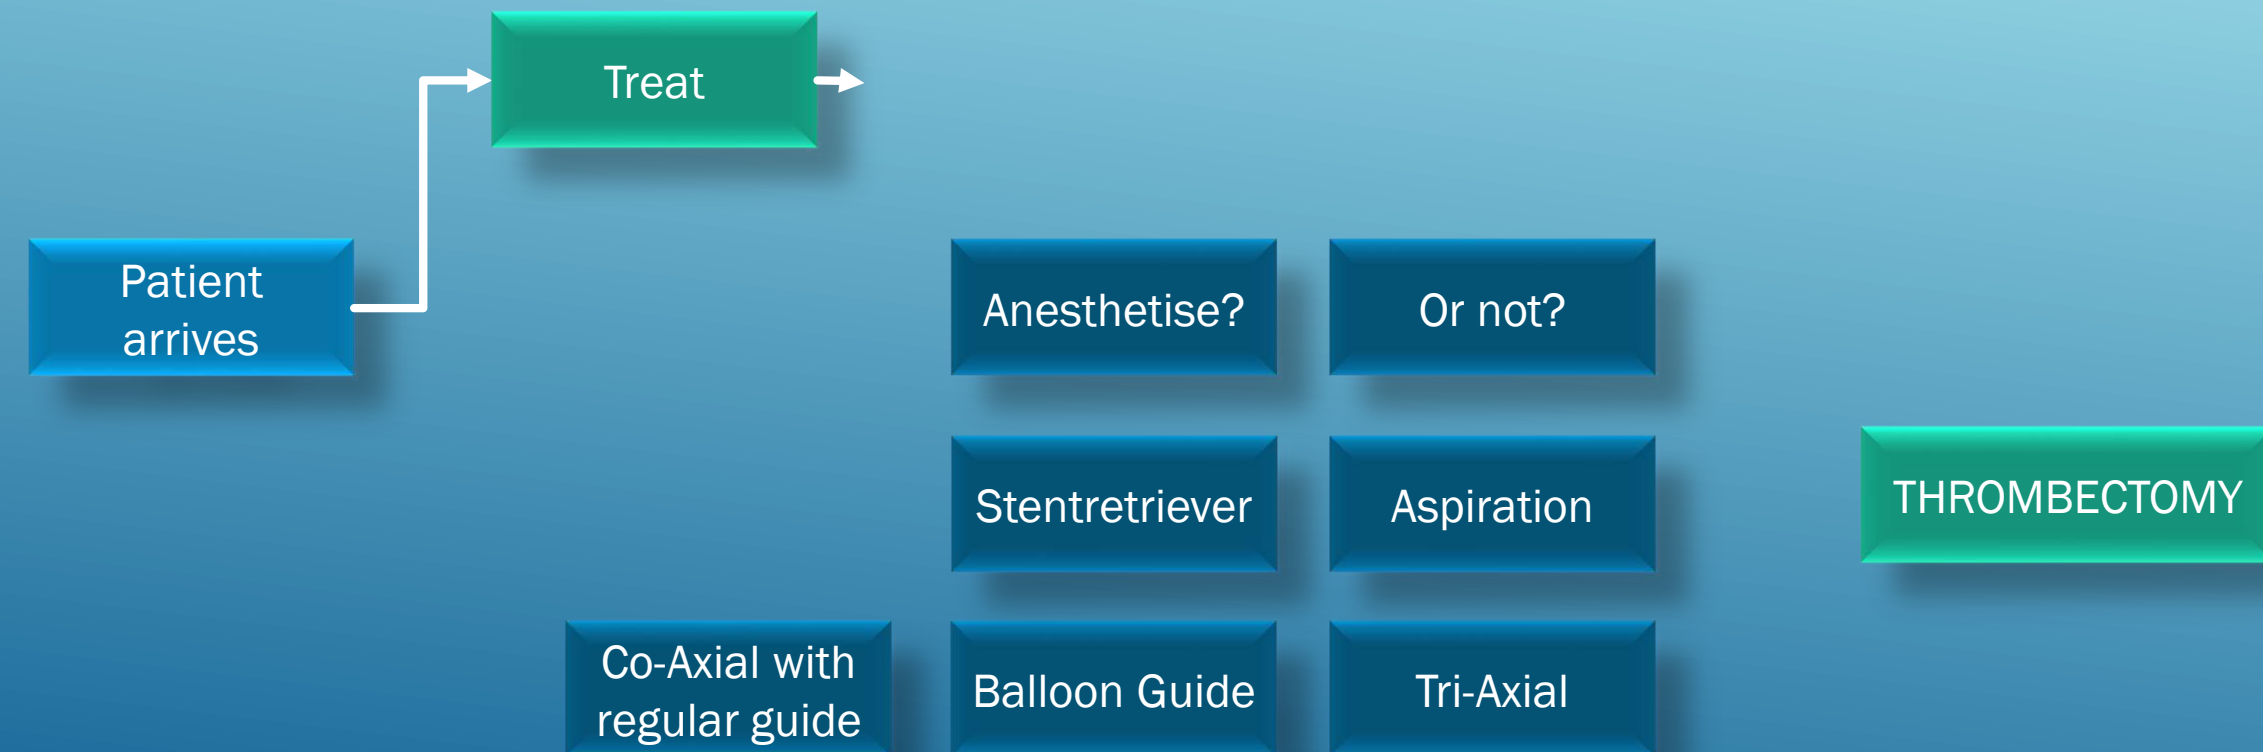 Treat
Patient
arrives
Anesthetise?
Or not?
Stentretriever
Aspiration
THROMBECTOMY
Co-Axial with
regular guide
Balloon Guide
Tri-Axial